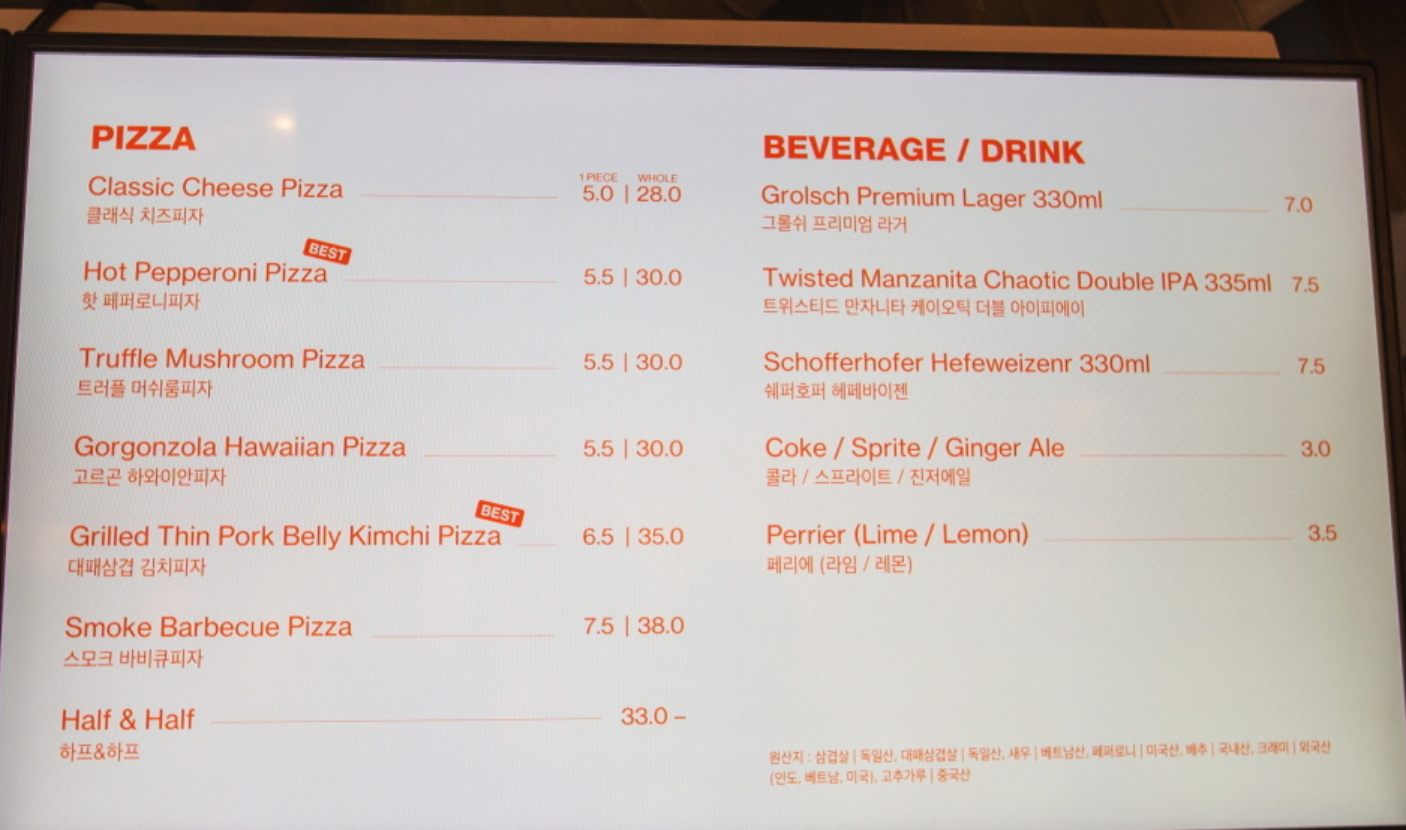 PIZZA
1 PIECE WHOLE
Classic Cheese Pizza 5.0 | 28.0
클래식 치즈피자
BEST
Hot Pepperoni Pizza 5.5 | 30.0
핫 페퍼로니피자
Truffle Mushroom Pizza 5.5 | 30.0
트러플 머쉬룸피자
Gorgonzola Hawaiian Pizza 5.5 | 30.0
고르곤 하와이안피자
BEST
Grilled Thin Pork Belly Kimchi Pizza 6.5 | 35.0
대패삼겹 김치피자
Smoke Barbecue Pizza 7.5 | 38.0
스모크 바비큐피자
Half & Half 33.0 –
하프&하프
BEVERAGE / DRINK
Grolsch Premium Lager 330ml 7.0
그롤쉬 프리미엄 라거
Twisted Manzanita Chaotic Double IPA 335ml 7.5
트위스티드 만자니타 케이오틱 더블 아이피에이
Schofferhofer Hefeweizenr 330ml 7.5
쉐퍼호퍼 헤페바이젠
Coke / Sprite / Ginger Ale 3.0
콜라 / 스프라이트 / 진저에일
Perrier (Lime / Lemon) 3.5
페리에 (라임 / 레몬)
원산지 : 삼겹살 | 독일산, 대패삼겹살 | 독일산, 새우 | 베트남산, 페퍼로니 | 미국산, 배추 | 국내산, 크래미 | 외국산
(인도, 베트남, 미국), 고추가루 | 중국산